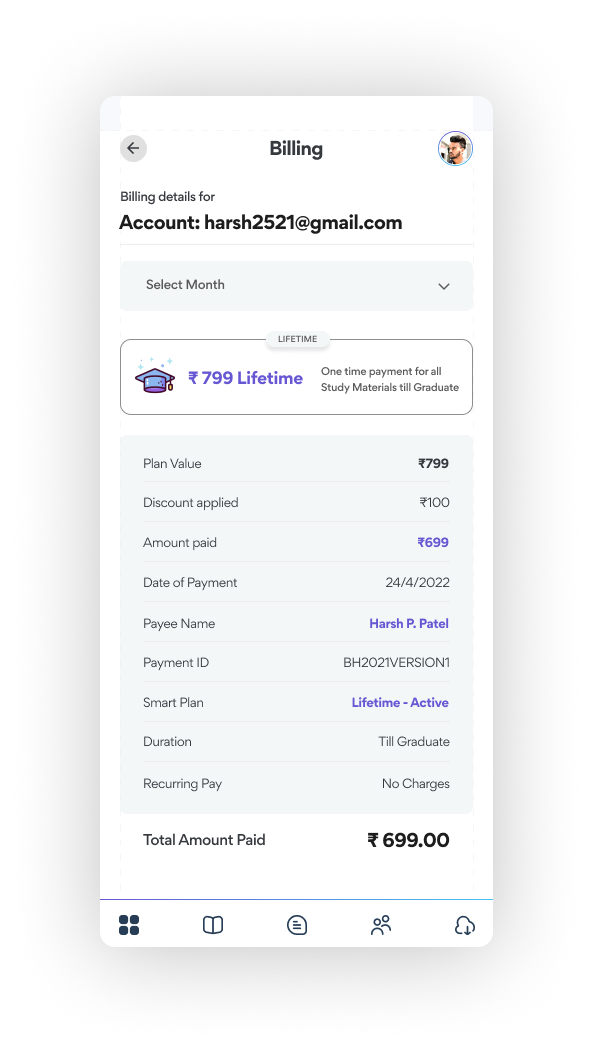 Billing
Billing details for
Account: harsh2521@gmail.com
Select Month
LIFETIME
₹ 799 Lifetime
One time payment for all
Study Materials till Graduate
Plan Value ₹799
Discount applied ₹100
Amount paid ₹699
Date of Payment 24/4/2022
Payee Name Harsh P. Patel
Payment ID BH2021VERSION1
Smart Plan Lifetime - Active
Duration Till Graduate
Recurring Pay No Charges
Total Amount Paid ₹ 699.00